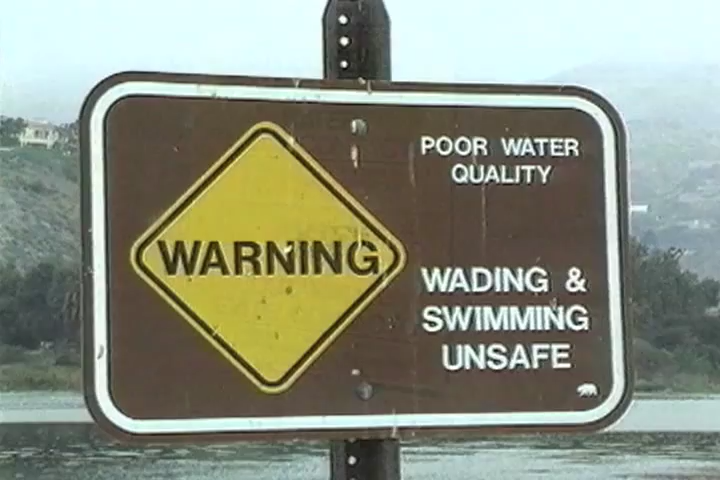 WARNING
POOR WATER
QUALITY
WADING &
SWIMMING
UNSAFE